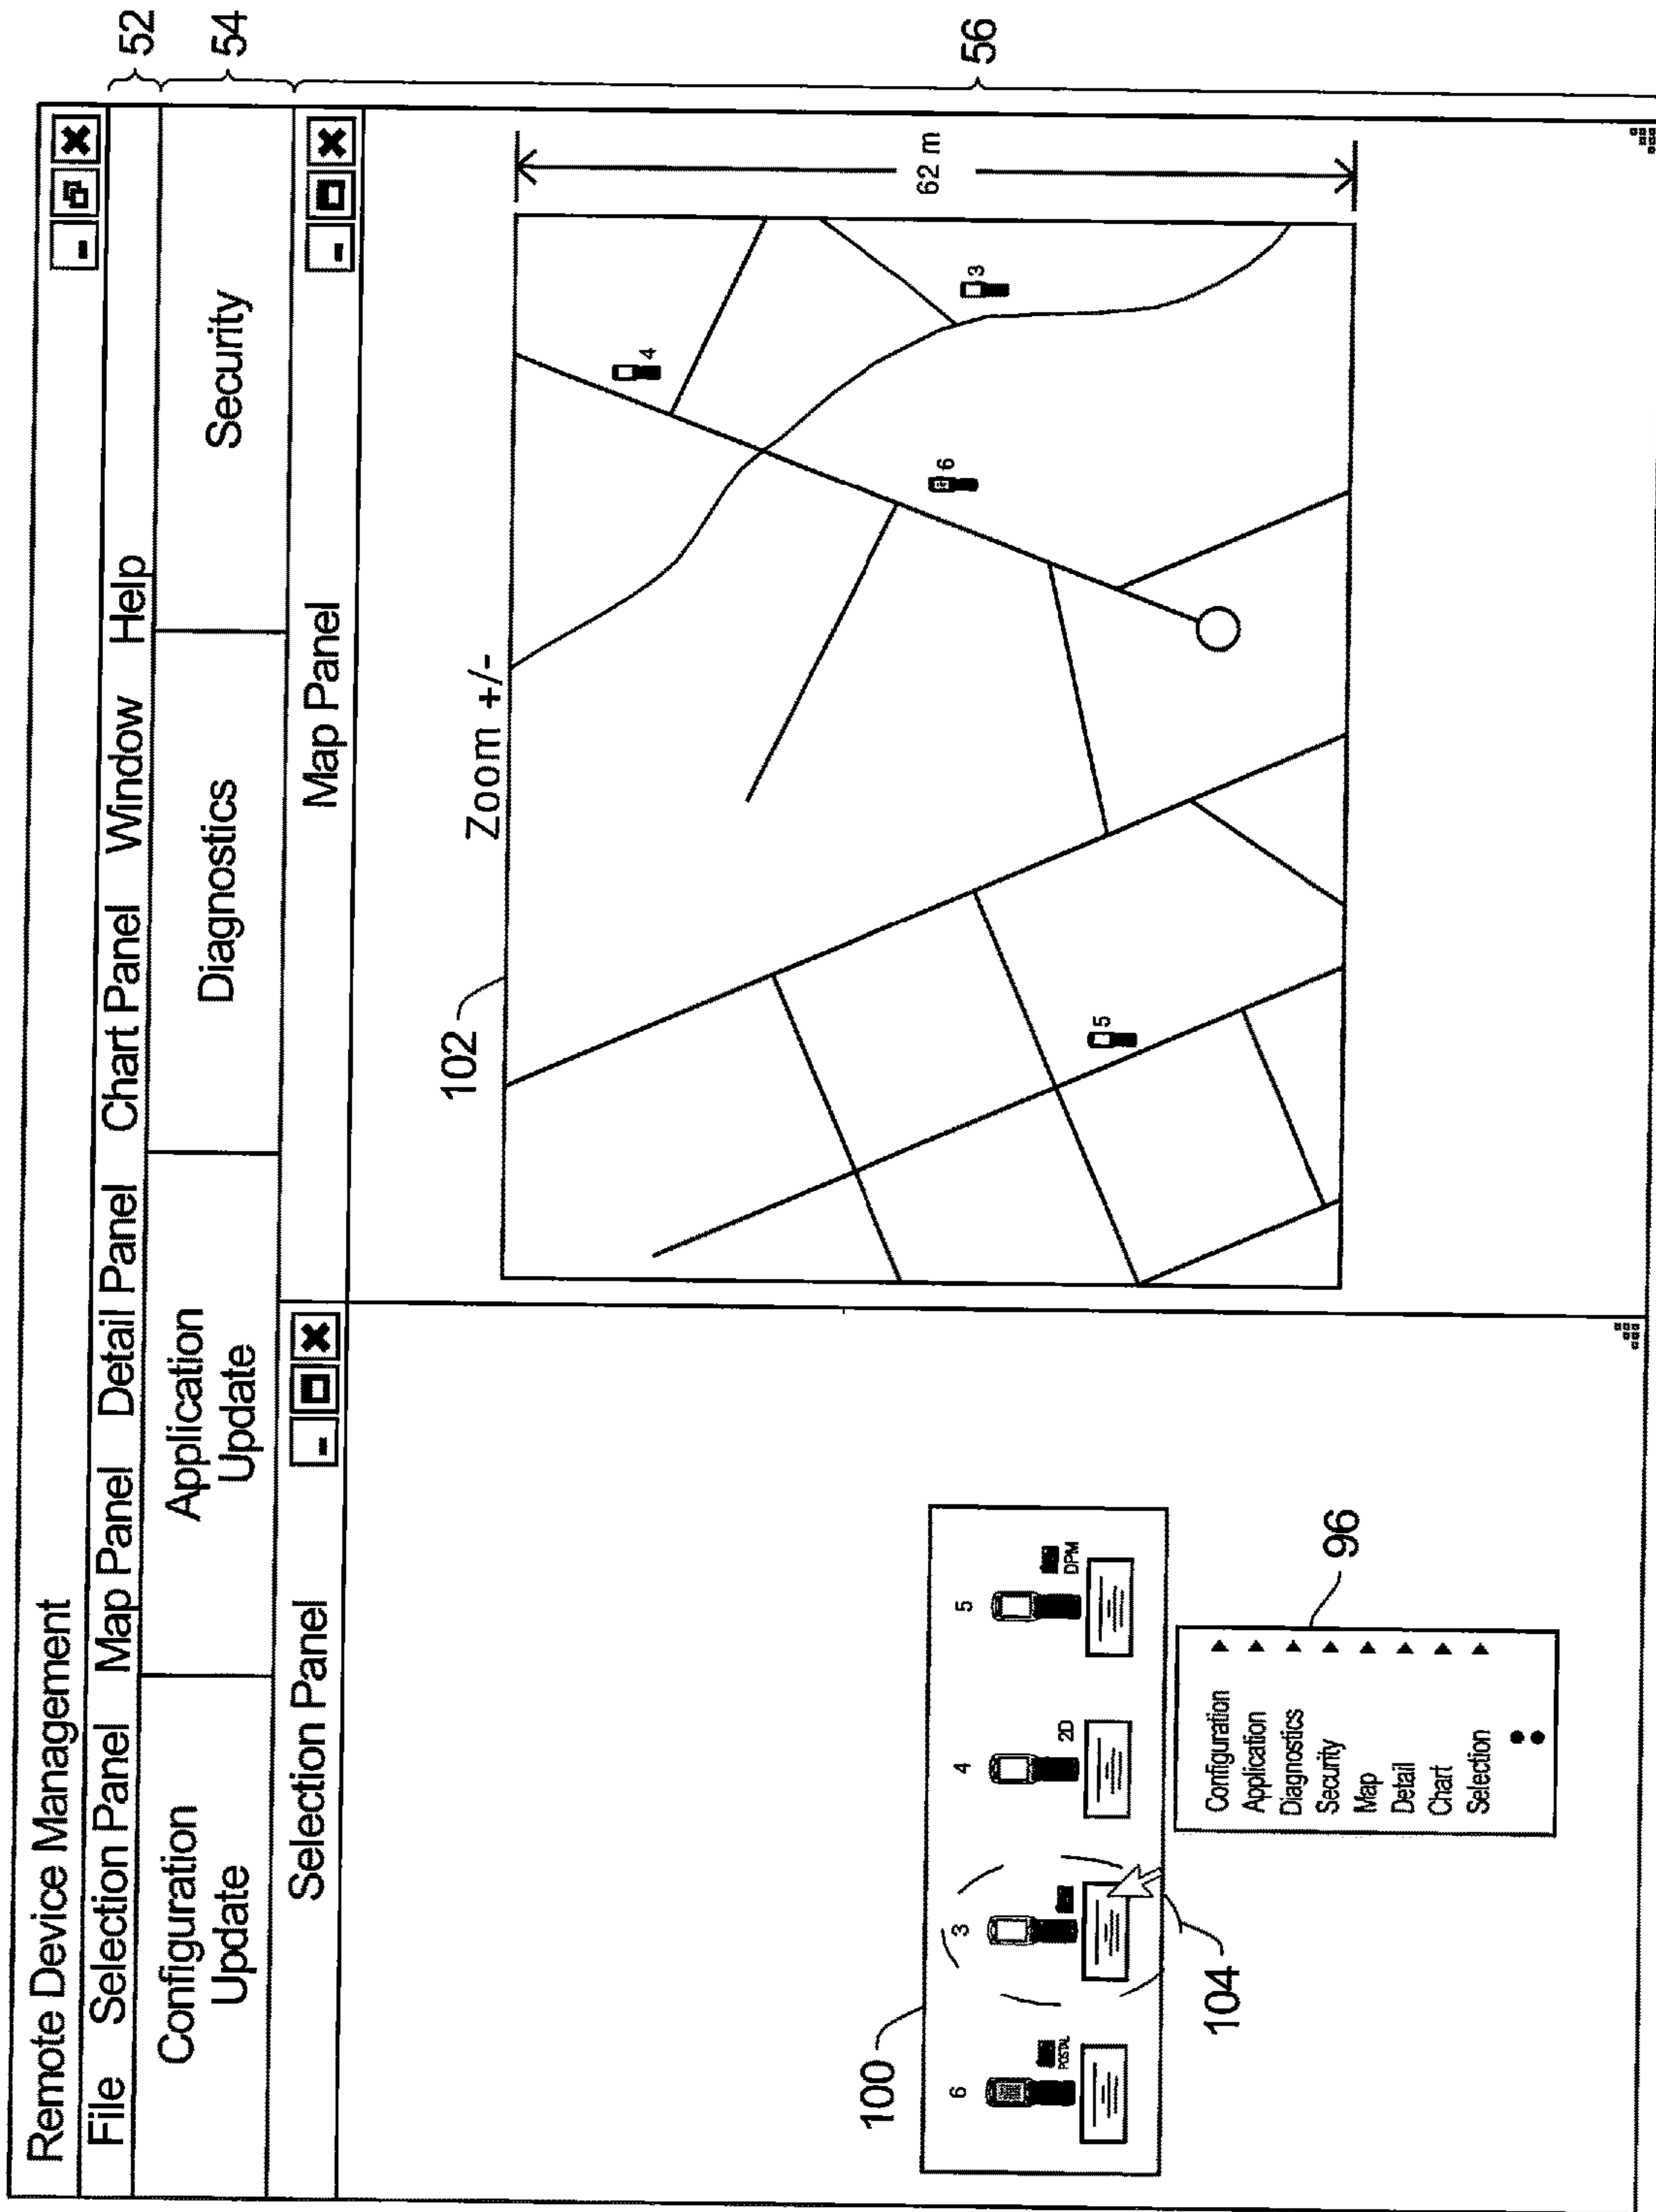 Remote Device Management
File Selection Panel Map Panel Detail Panel Chart Panel Window Help
52
Configuration
Update
Application
Update
Diagnostics
Security
54
Selection Panel
Map Panel
56
102
Zoom +/-
4
3
6
5
62 m
100
6
3
4
5
POSTAL
2D
DPM
104
96
Configuration
Application
Diagnostics
Security
Map
Detail
Chart
Selection